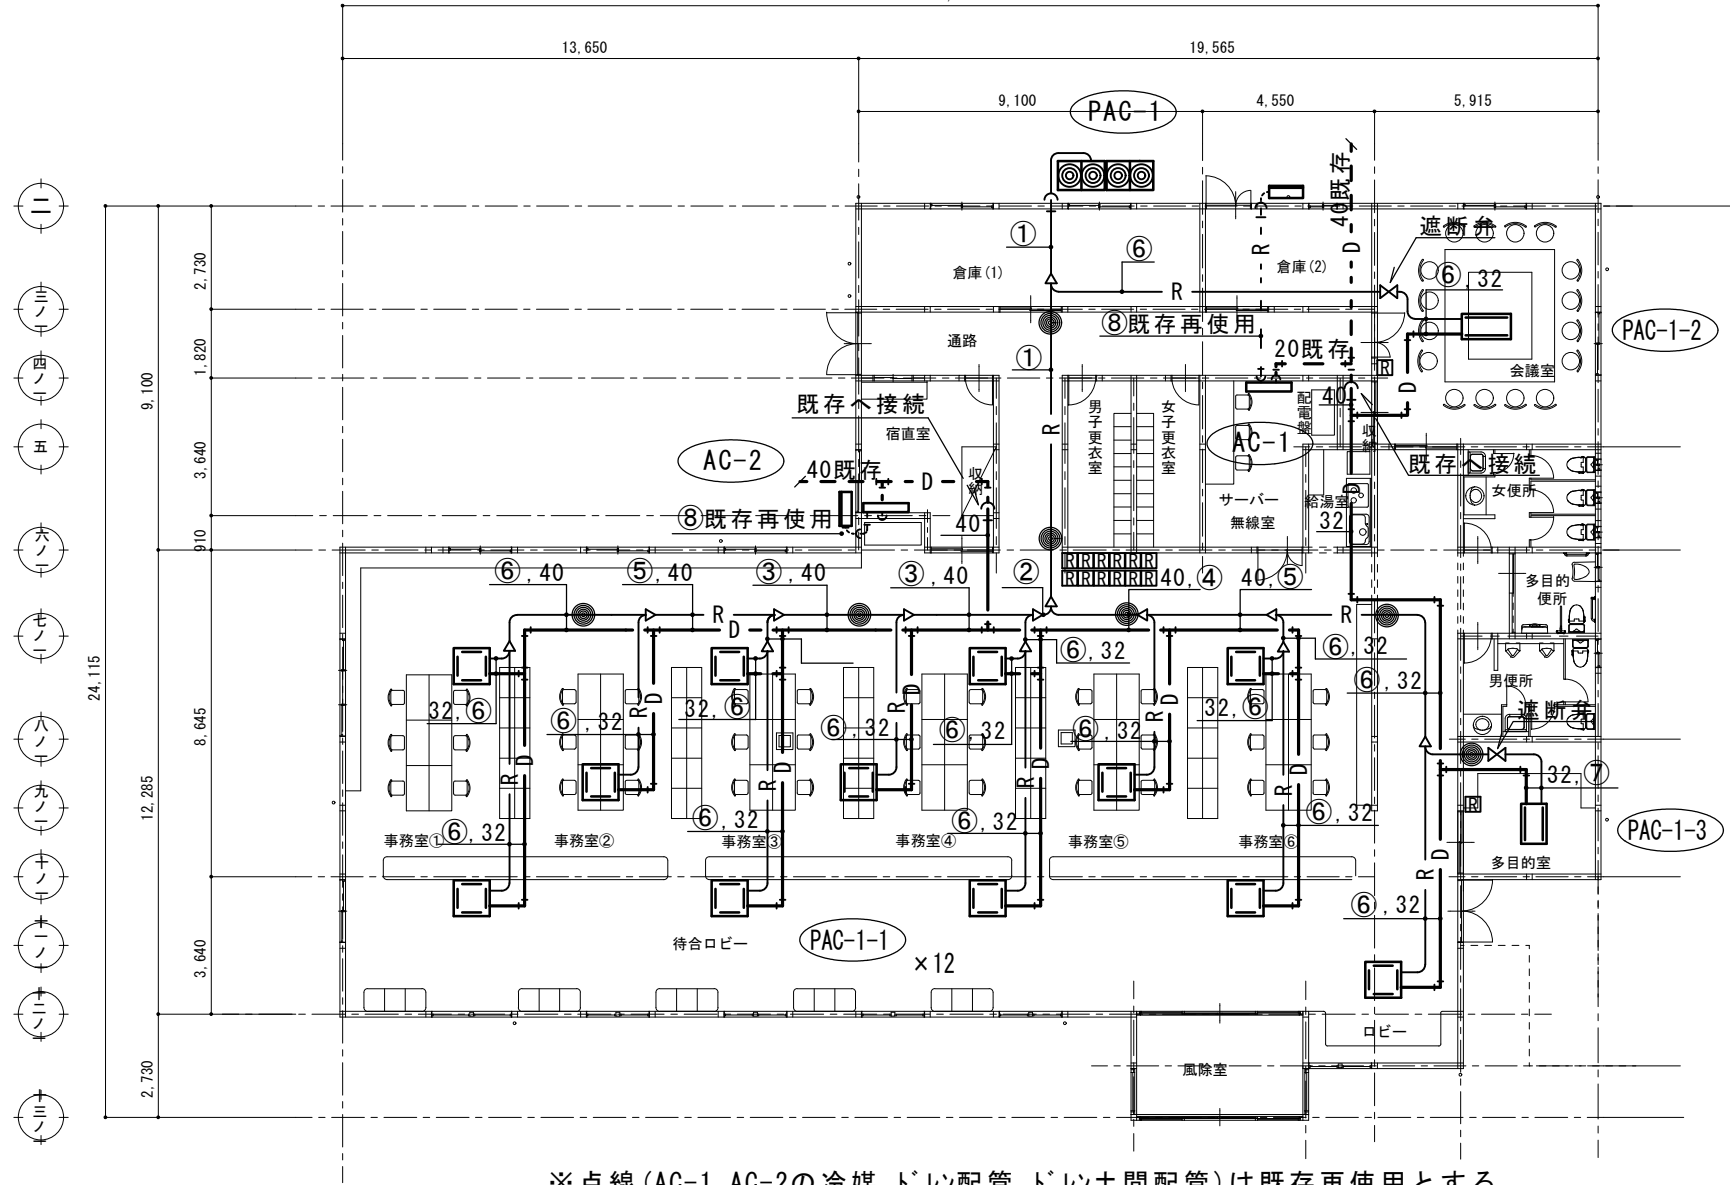 13,650
19,565
9,100
PAC-1
4,550
5,915
二
三ノ一
四ノ一
五
六ノ一
七ノ一
八ノ一
九ノ一
十ノ一
十一ノ一
十二ノ一
十三ノ一
24,115
9,100
12,285
2,730
2,730
1,820
3,640
910
8,645
3,640
40既存
遮断弁
①
⑥
R
D
倉庫(1)
倉庫(2)
R
⑥,32
⑧既存再使用
PAC-1-2
通路
①
20既存
R
会議室
D
既存へ接続
宿直室
R
男子更衣室
女子更衣室
配電盤
40
収納
AC-1
AC-2
40既存
D
収納
既存へ接続
女便所
サーバー
無線室
給湯室
D
⑧既存再使用
40
32
RRRRRR
RRRRRR
⑥,40
⑤,40
③,40
③,40
②
40,④
40,⑤
多目的
便所
R
D
R
⑥,32
⑥,32
⑥,32
男便所
32,⑥
⑥,32
R
D
32,⑥
⑥,32
R
D
⑥,32
⑥,32
R
D
32,⑥
遮断弁
R
D
R
D
R
D
R
D
32,⑦
R
⑥,32
⑥,32
⑥,32
⑥,32
PAC-1-3
事務室①
事務室②
事務室③
事務室④
事務室⑤
事務室⑥
多目的室
R
D
⑥,32
待合ロビー
PAC-1-1
×12
ロビー
風除室
※点線(AC-1,AC-2の冷媒,ドレン配管,ドレン土間配管)は既存再使用とする